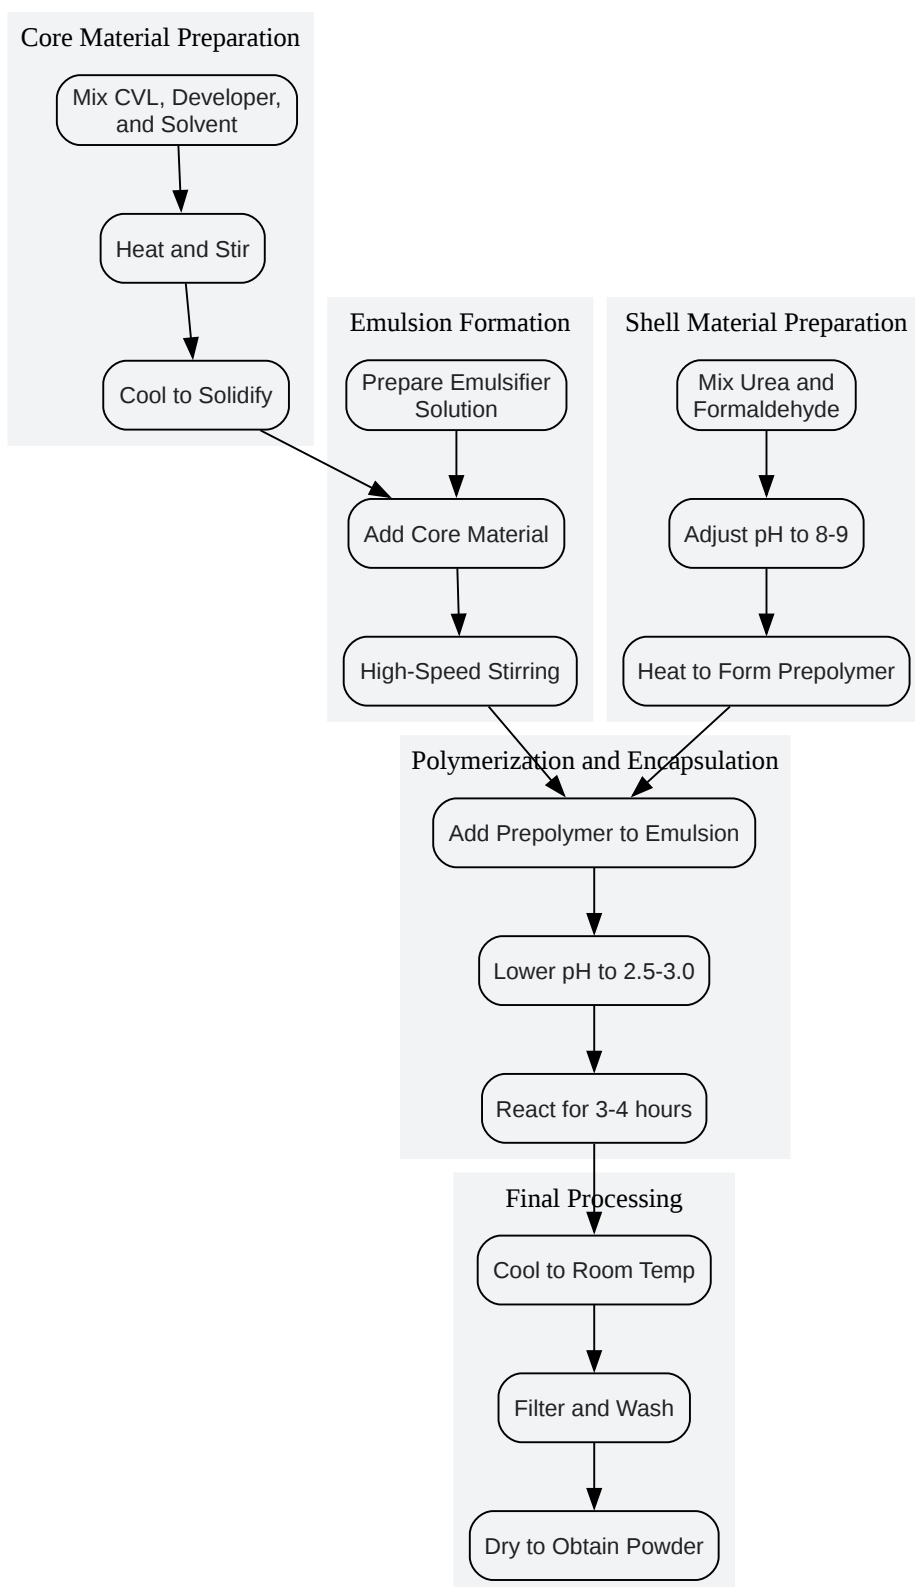 Core Material Preparation
Mix CVL, Developer,
and Solvent
Heat and Stir
Cool to Solidify
Emulsion Formation
Prepare Emulsifier
Solution
Add Core Material
High-Speed Stirring
Shell Material Preparation
Mix Urea and
Formaldehyde
Adjust pH to 8-9
Heat to Form Prepolymer
Polymerization and Encapsulation
Add Prepolymer to Emulsion
Lower pH to 2.5-3.0
React for 3-4 hours
Final Processing
Cool to Room Temp
Filter and Wash
Dry to Obtain Powder